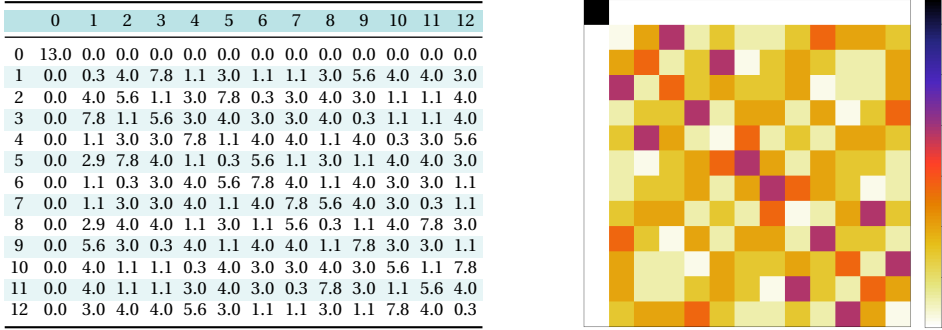 0 1 2 3 4 5 6 7 8 9 10 11 12
0 13.0 0.0 0.0 0.0 0.0 0.0 0.0 0.0 0.0 0.0 0.0 0.0 0.0
1 0.0 0.3 4.0 7.8 1.1 3.0 1.1 1.1 3.0 5.6 4.0 4.0 3.0
2 0.0 4.0 5.6 1.1 3.0 7.8 0.3 3.0 4.0 3.0 1.1 1.1 4.0
3 0.0 7.8 1.1 5.6 3.0 4.0 3.0 3.0 4.0 0.3 1.1 1.1 4.0
4 0.0 1.1 3.0 3.0 7.8 1.1 4.0 4.0 1.1 4.0 0.3 3.0 5.6
5 0.0 2.9 7.8 4.0 1.1 0.3 5.6 1.1 3.0 1.1 4.0 4.0 3.0
6 0.0 1.1 0.3 3.0 4.0 5.6 7.8 4.0 1.1 4.0 3.0 3.0 1.1
7 0.0 1.1 3.0 3.0 4.0 1.1 4.0 7.8 5.6 4.0 3.0 0.3 1.1
8 0.0 2.9 4.0 4.0 1.1 3.0 1.1 5.6 0.3 1.1 4.0 7.8 3.0
9 0.0 5.6 3.0 0.3 4.0 1.1 4.0 4.0 1.1 7.8 3.0 3.0 1.1
10 0.0 4.0 1.1 1.1 0.3 4.0 3.0 3.0 4.0 3.0 5.6 1.1 7.8
11 0.0 4.0 1.1 1.1 3.0 4.0 3.0 0.3 7.8 3.0 1.1 5.6 4.0
12 0.0 3.0 4.0 4.0 5.6 3.0 1.1 1.1 3.0 1.1 7.8 4.0 0.3